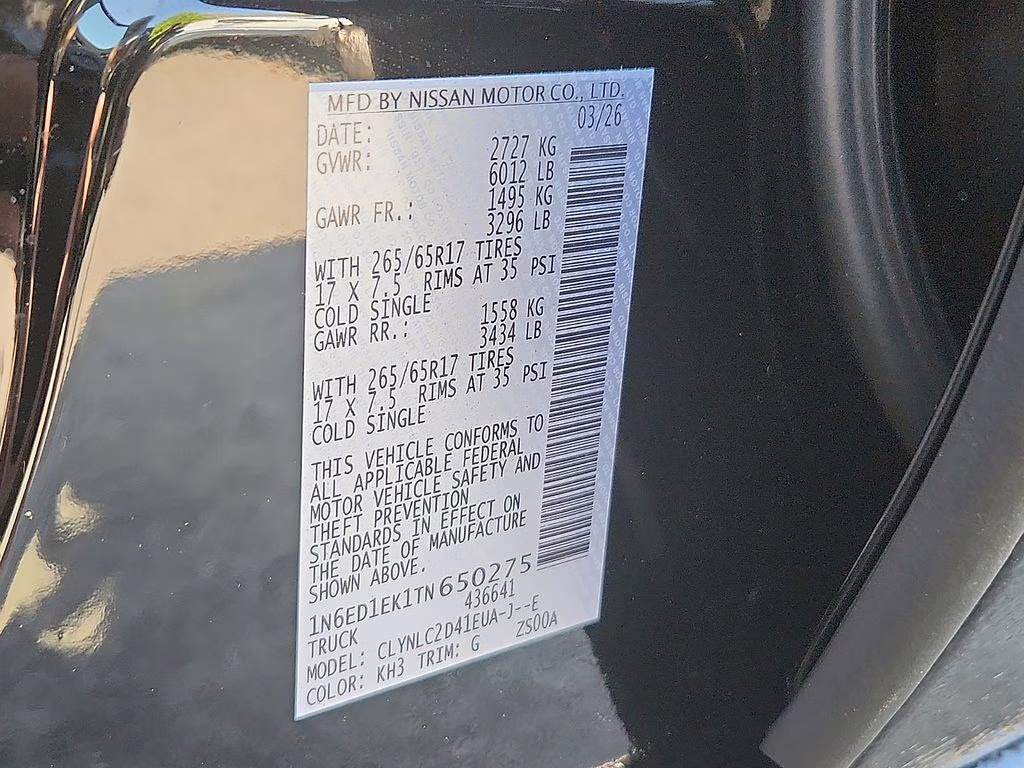 MFD BY NISSAN MOTOR CO., LTD.
DATE: 03/26
GVWR: 2727 KG
6012 LB
GAWR FR.: 1495 KG
3296 LB
WITH 265/65R17 TIRES
17 X 7.5 RIMS AT 35 PSI
COLD SINGLE
GAWR RR.: 1558 KG
3434 LB
WITH 265/65R17 TIRES
17 X 7.5 RIMS AT 35 PSI
COLD SINGLE
THIS VEHICLE CONFORMS TO
ALL APPLICABLE FEDERAL
MOTOR VEHICLE SAFETY AND
THEFT PREVENTION
STANDARDS IN EFFECT ON
THE DATE OF MANUFACTURE
SHOWN ABOVE.
1N6ED1EK1TN650275
TRUCK 436641
MODEL: CLYNLC2D41EUA-J--E
COLOR: KH3 TRIM: G ZS00A